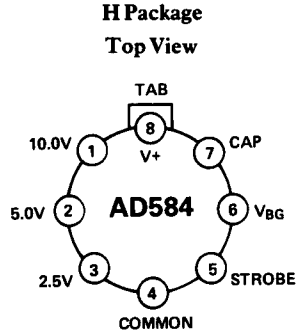 H Package
Top View
TAB
8
V+
10.0V 1
7 CAP
5.0V 2
AD584
6 VBG
2.5V 3
5 STROBE
4
COMMON